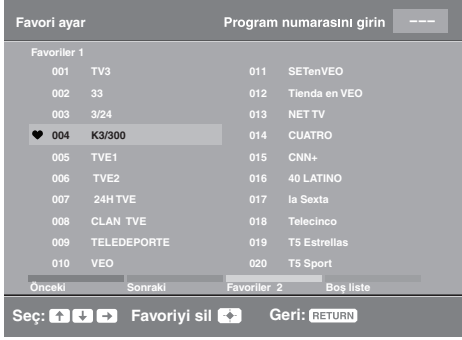 Favori ayar
Program numarasını girin ---
Favoriler 1
001 TV3
002 33
003 3/24
004 K3/300
005 TVE1
006 TVE2
007 24H TVE
008 CLAN TVE
009 TELEDEPORTE
010 VEO
011 SETenVEO
012 Tienda en VEO
013 NET TV
014 CUATRO
015 CNN+
016 40 LATINO
017 la Sexta
018 Telecinco
019 T5 Estrellas
020 T5 Sport
Önceki Sonraki Favoriler 2 Boş liste
Seç: Favoriyi sil Geri: RETURN